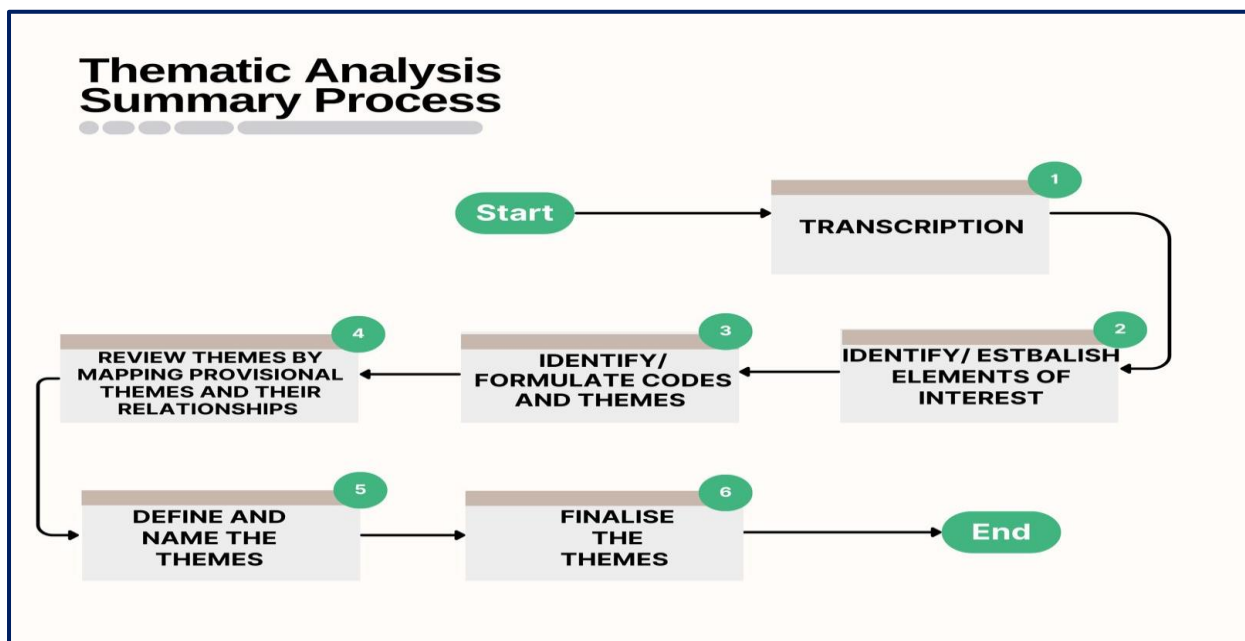 Thematic Analysis
Summary Process
Start
1
TRANSCRIPTION
2
IDENTIFY/ ESTBALISH
ELEMENTS OF
INTEREST
3
IDENTIFY/
FORMULATE CODES
AND THEMES
4
REVIEW THEMES BY
MAPPING PROVISIONAL
THEMES AND THEIR
RELATIONSHIPS
5
DEFINE AND
NAME THE
THEMES
6
FINALISE
THE
THEMES
End